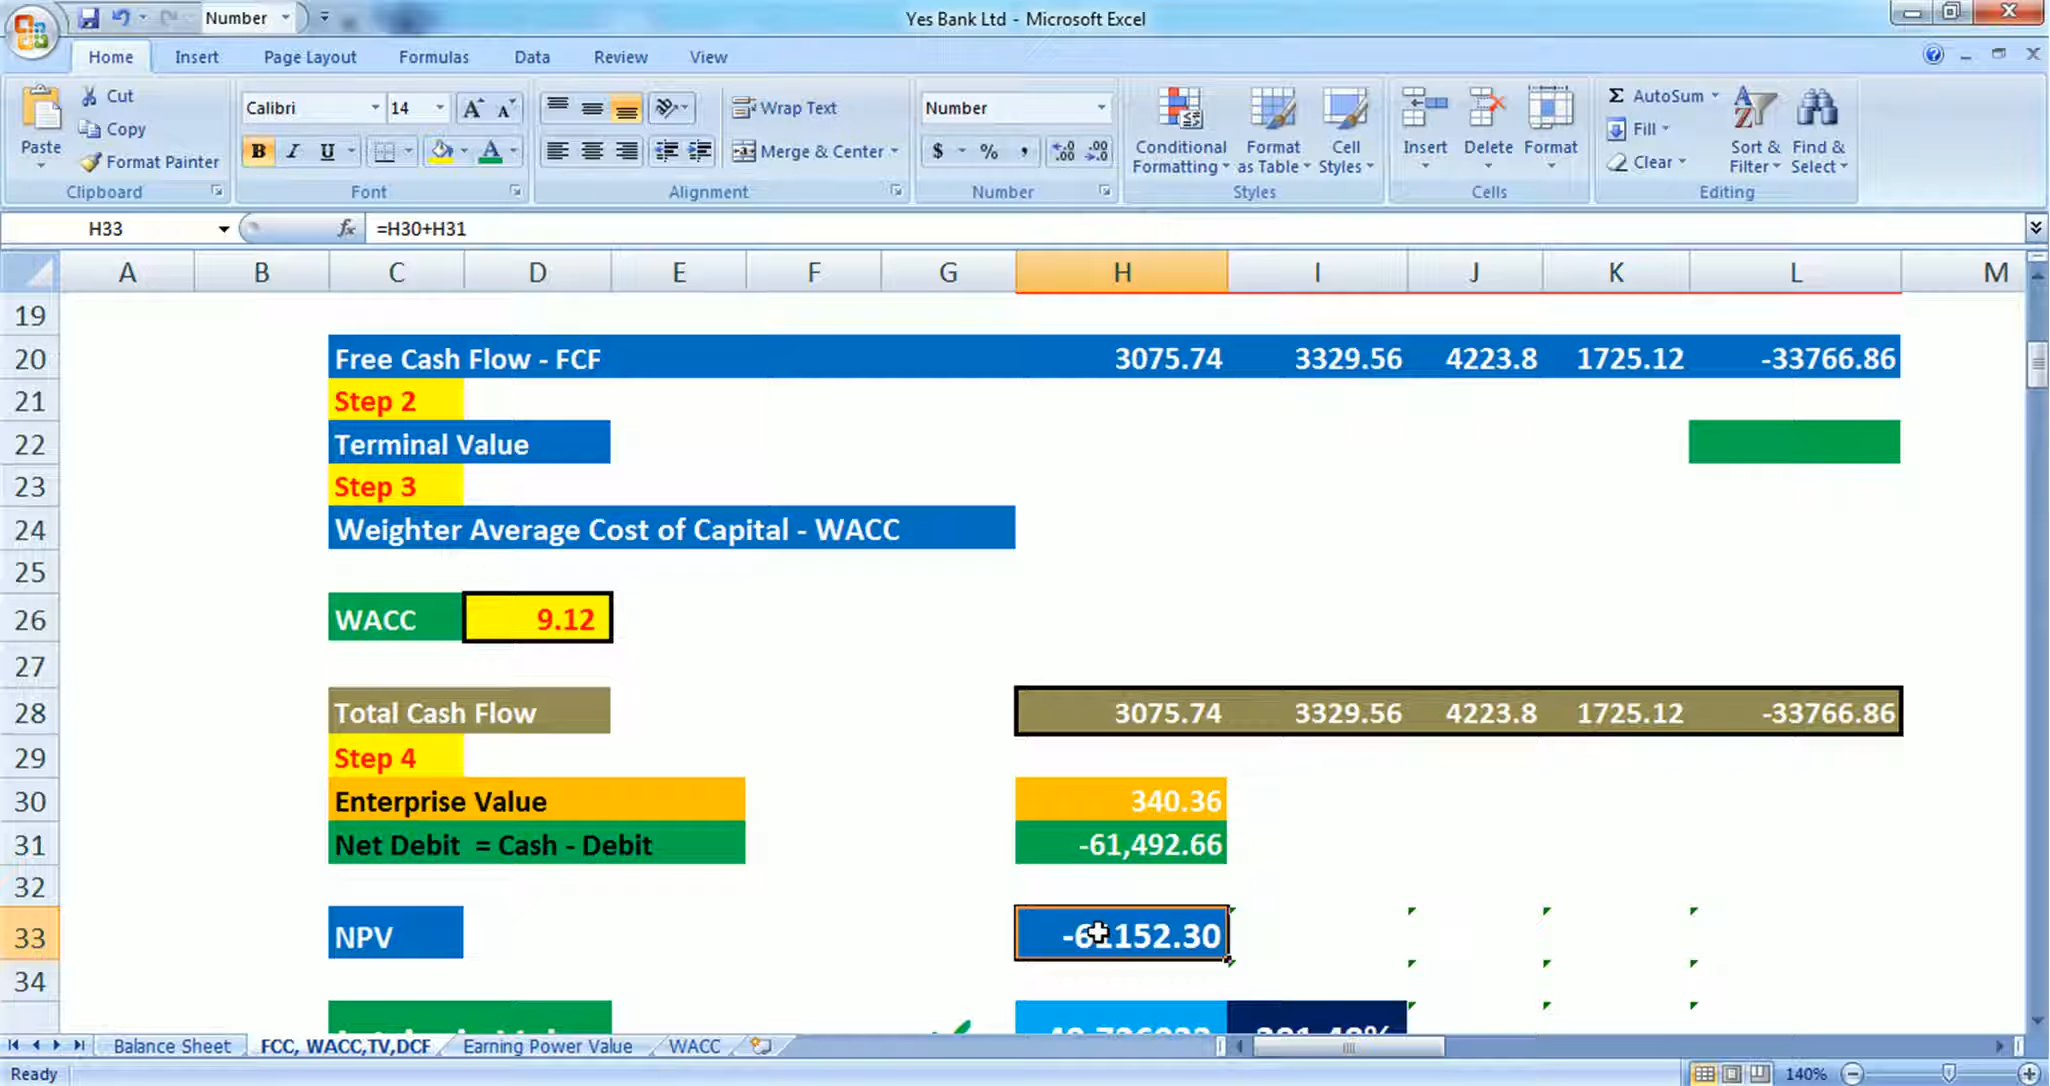 Number
Yes Bank Ltd - Microsoft Excel
Home Insert Page Layout Formulas Data Review View
Paste
Cut
Copy
Format Painter
Clipboard
Calibri 14
B I U
Font
Wrap Text
Merge & Center
Alignment
Number
$ % ,
Number
Conditional Formatting
Format as Table
Cell Styles
Styles
Insert Delete Format
Cells
Σ AutoSum
Fill
Clear
Sort & Filter
Find & Select
Editing
H33 fx =H30+H31
A B C D E F G H I J K L M
19
20 Free Cash Flow - FCF 3075.74 3329.56 4223.8 1725.12 -33766.86
21 Step 2
22 Terminal Value
23 Step 3
24 Weighter Average Cost of Capital - WACC
25
26 WACC 9.12
27
28 Total Cash Flow 3075.74 3329.56 4223.8 1725.12 -33766.86
29 Step 4
30 Enterprise Value 340.36
31 Net Debit = Cash - Debit -61,492.66
32
33 NPV -61152.30
34
Balance Sheet FCC, WACC,TV,DCF Earning Power Value WACC
Ready 140%